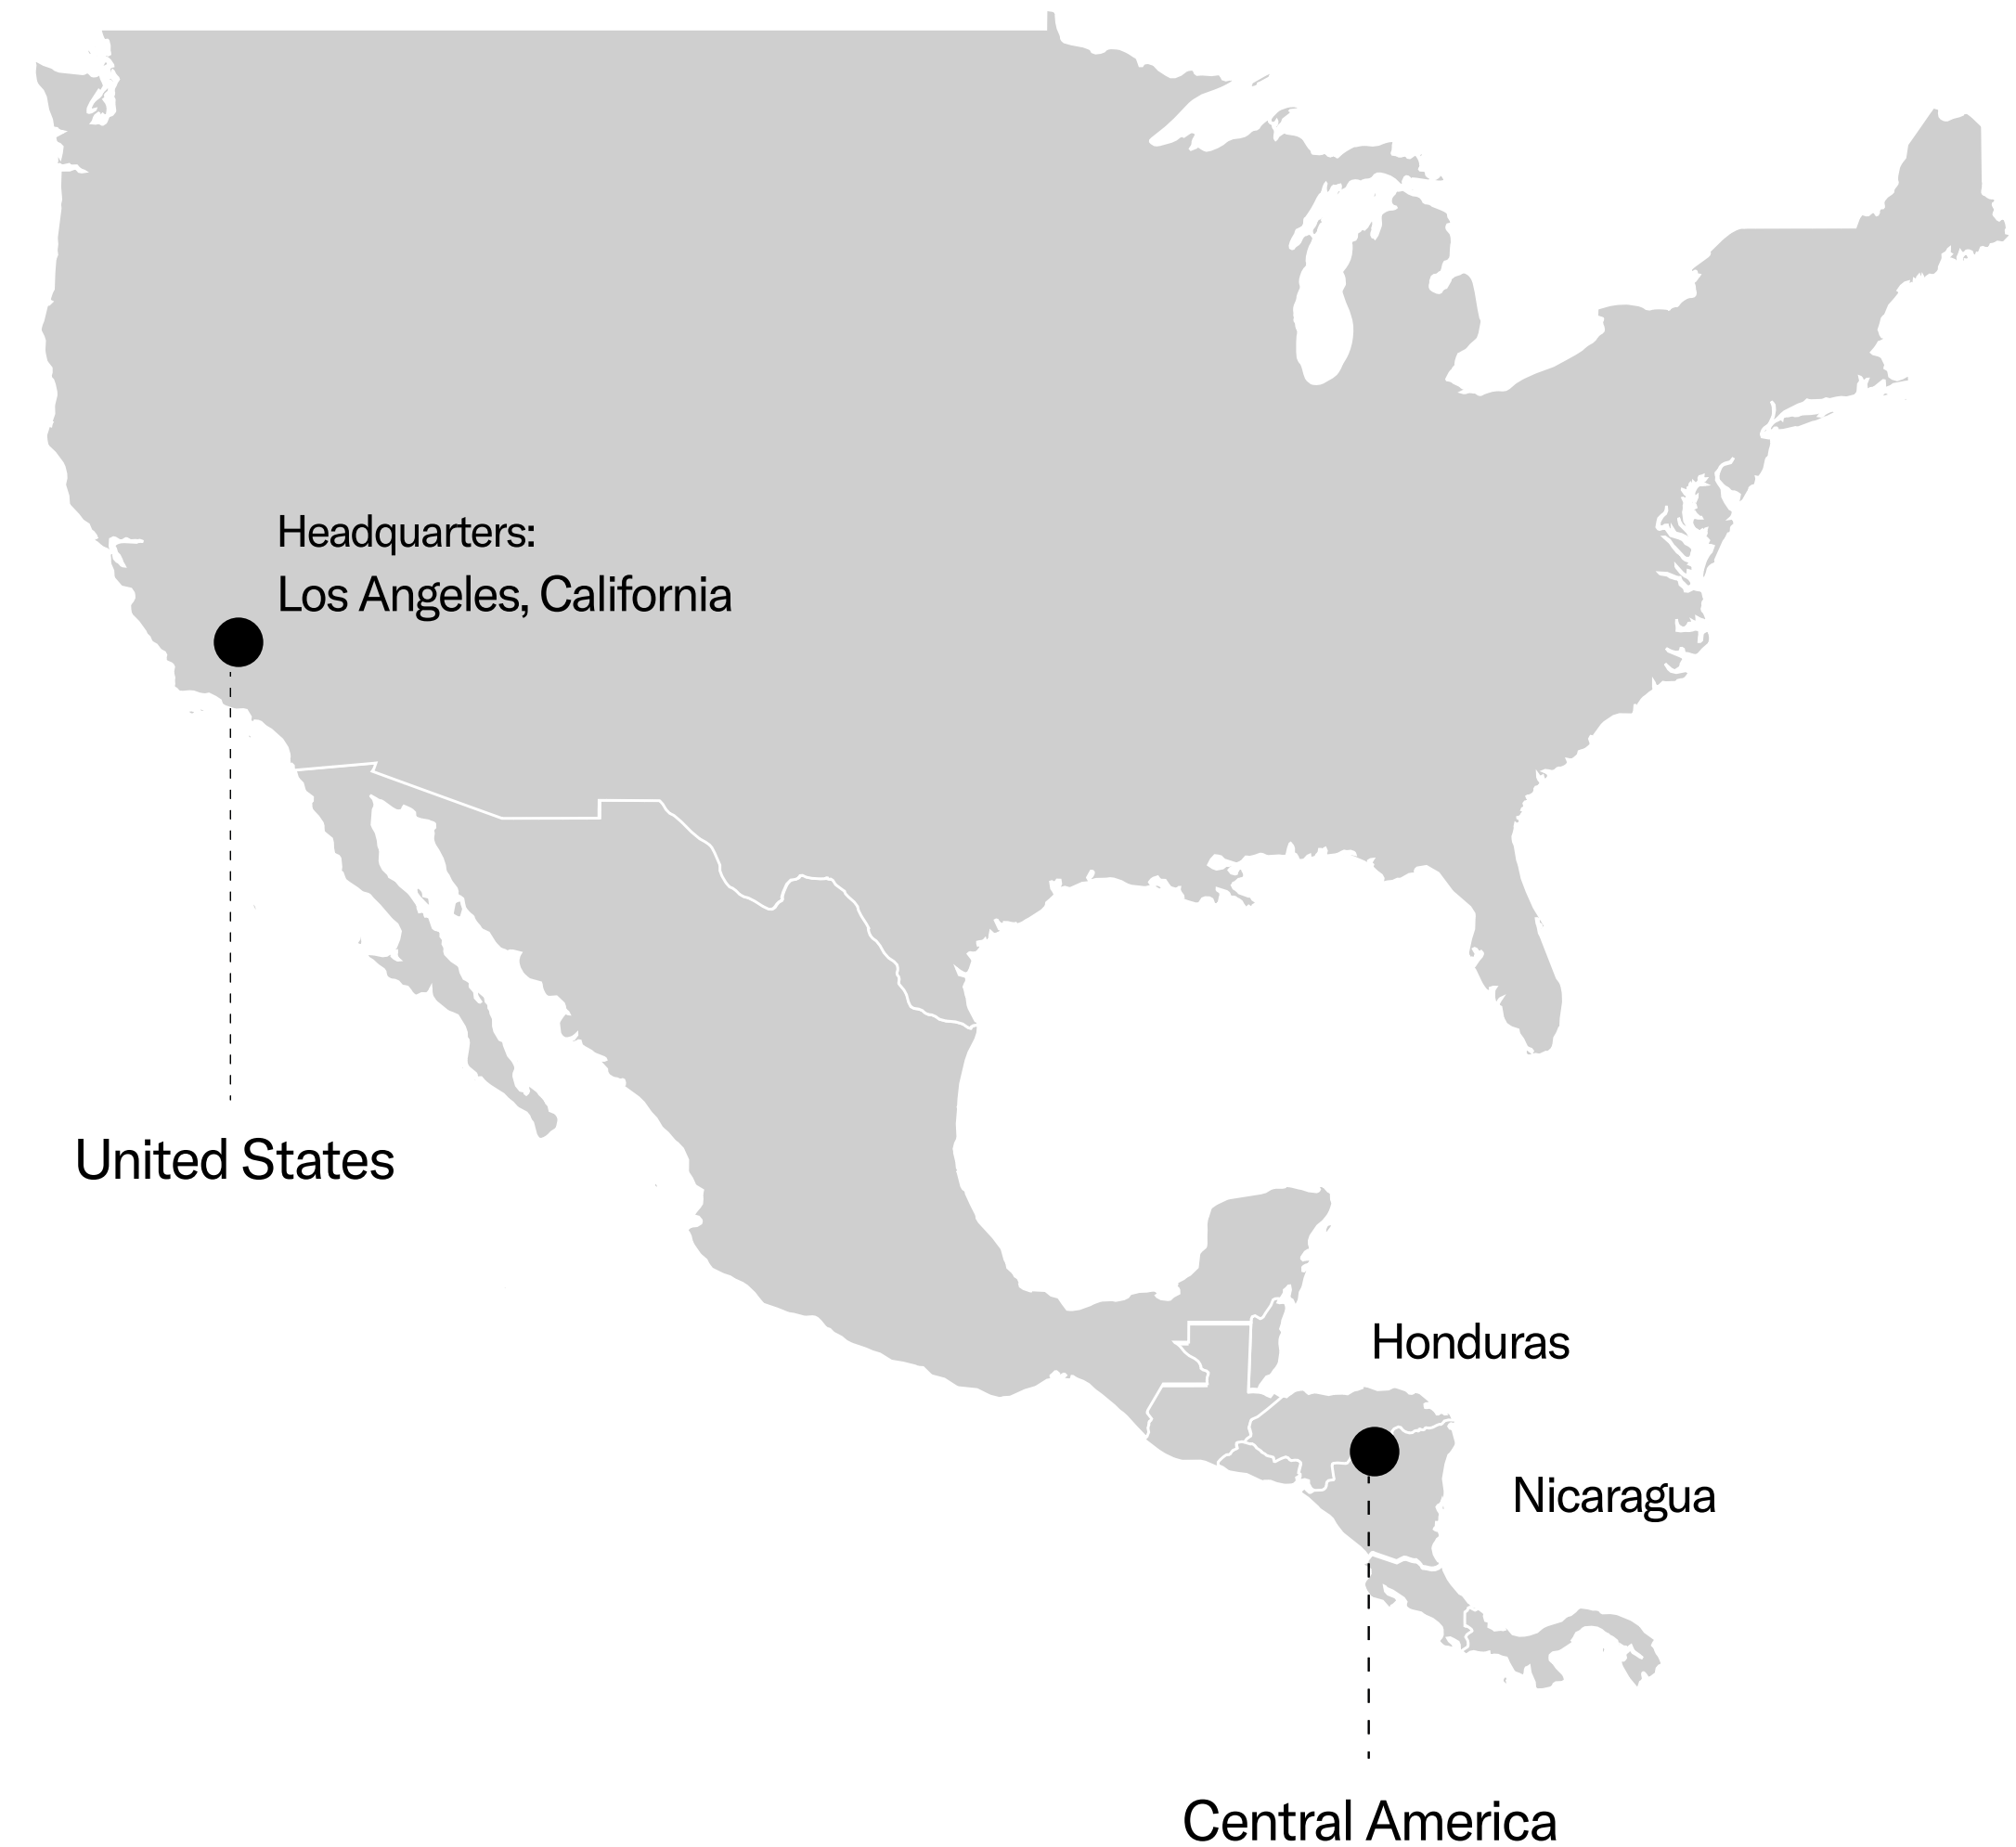 Headquarters:
Los Angeles, California
United States
Honduras
Nicaragua
Central America